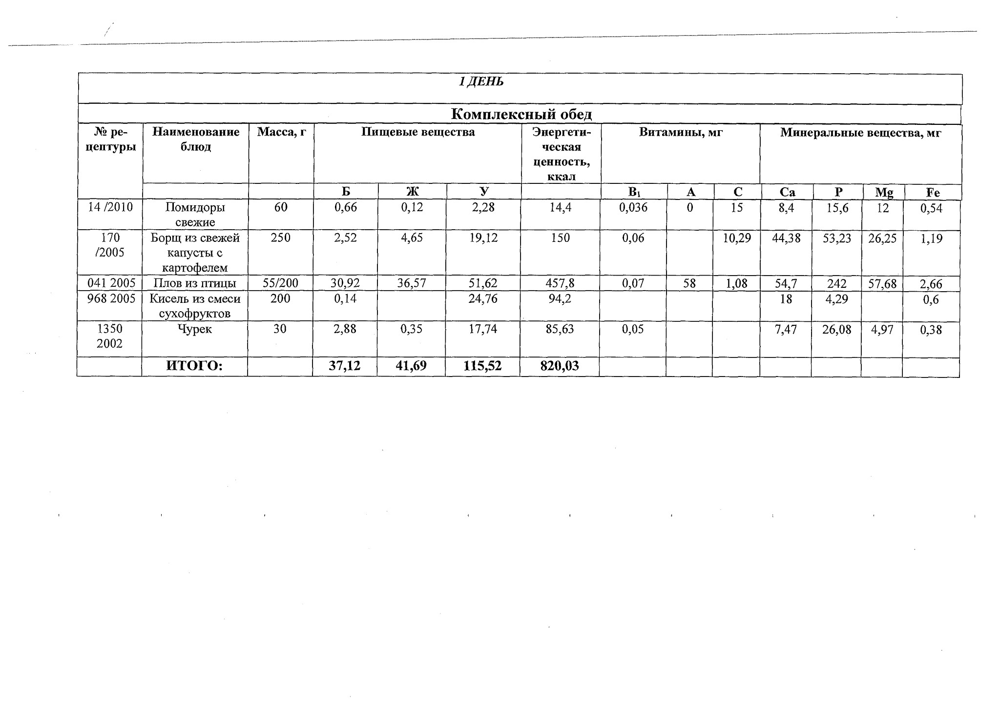 1 ДЕНЬ
Комплексный обед
№ ре- Наименование Масса, г Пищевые вещества Энергети- Витамины, мг Минеральные вещества, мг
цептуры блюд ческая
ценность,
ккал
Б Ж У В1 А С Са Р Mg Fe
14 /2010 Помидоры 60 0,66 0,12 2,28 14,4 0,036 0 15 8,4 15,6 12 0,54
свежие
170 Борщ из свежей 250 2,52 4,65 19,12 150 0,06 10,29 44,38 53,23 26,25 1,19
/2005 капусты с
картофелем
041 2005 Плов из птицы 55/200 30,92 36,57 51,62 457,8 0,07 58 1,08 54,7 242 57,68 2,66
968 2005 Кисель из смеси 200 0,14 24,76 94,2 18 4,29 0,6
сухофруктов
1350 Чурек 30 2,88 0,35 17,74 85,63 0,05 7,47 26,08 4,97 0,38
2002
ИТОГО: 37,12 41,69 115,52 820,03